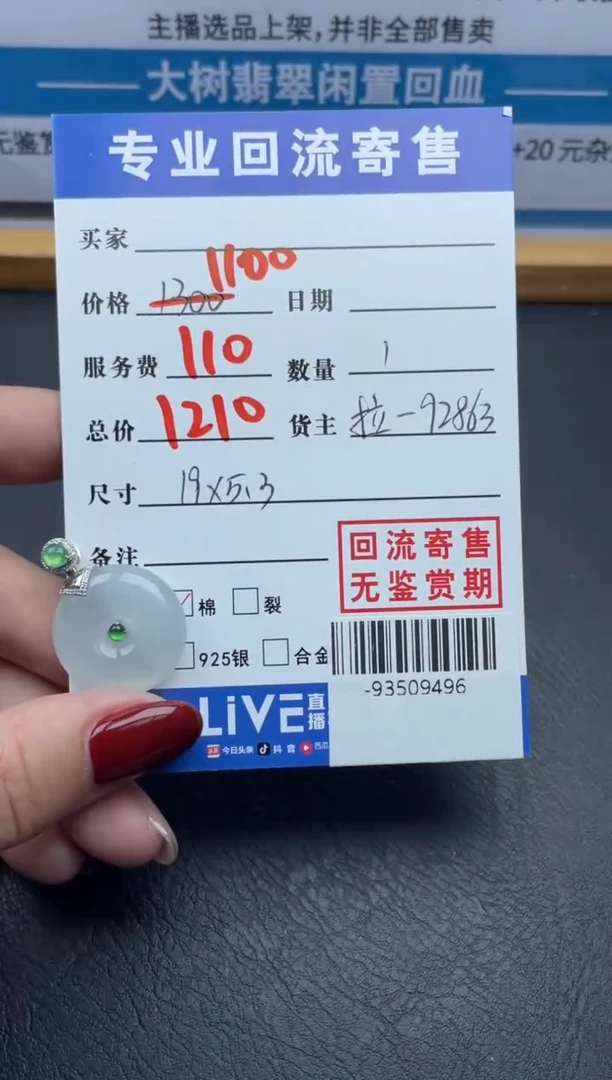 主播选品上架,并非全部售卖
大树翡翠闲置回血
无鉴赏
+20元杂
专业回流寄售
买家
1100
价格 1300 日期
服务费 110 数量 1
总价 1210 货主 拉-92863
尺寸 19x5.3
备注
回流寄售
无鉴赏期
棉 裂
925银 合金
-93509496
LiVE 直播
今日头条 抖音 西瓜